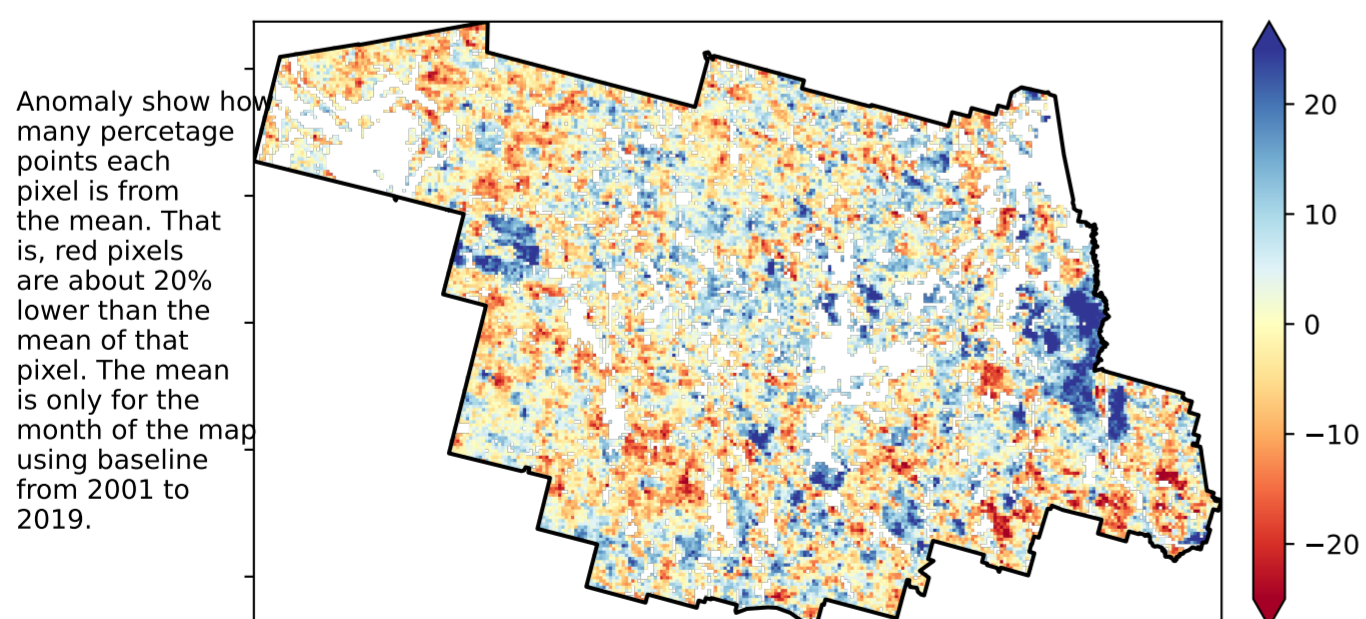 Anomaly show how
many percetage
points each
pixel is from
the mean. That
is, red pixels
are about 20%
lower than the
mean of that
pixel. The mean
is only for the
month of the map
using baseline
from 2001 to
2019.
20
10
0
−10
−20